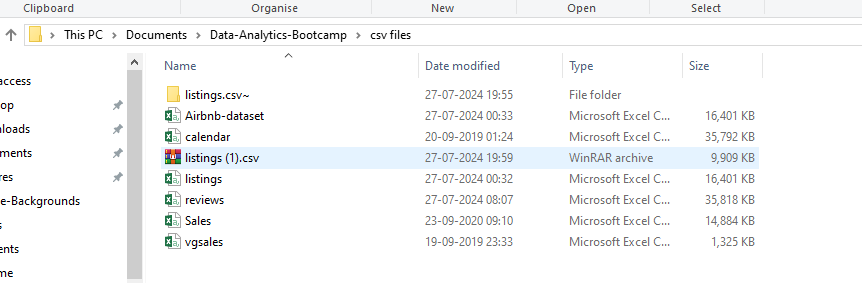 Clipboard Organise New Open Select
This PC > Documents > Data-Analytics-Bootcamp > csv files
Name Date modified Type Size
access
op
listings.csv~ 27-07-2024 19:55 File folder
Airbnb-dataset 27-07-2024 00:33 Microsoft Excel C... 16,401 KB
loads
calendar 20-09-2019 01:24 Microsoft Excel C... 35,792 KB
ments
listings (1).csv 27-07-2024 19:59 WinRAR archive 9,909 KB
res
listings 27-07-2024 00:32 Microsoft Excel C... 16,401 KB
e-Backgrounds
reviews 27-07-2024 08:07 Microsoft Excel C... 35,818 KB
s
Sales 23-09-2020 09:10 Microsoft Excel C... 14,884 KB
ents
vgsales 19-09-2019 23:33 Microsoft Excel C... 1,325 KB
me